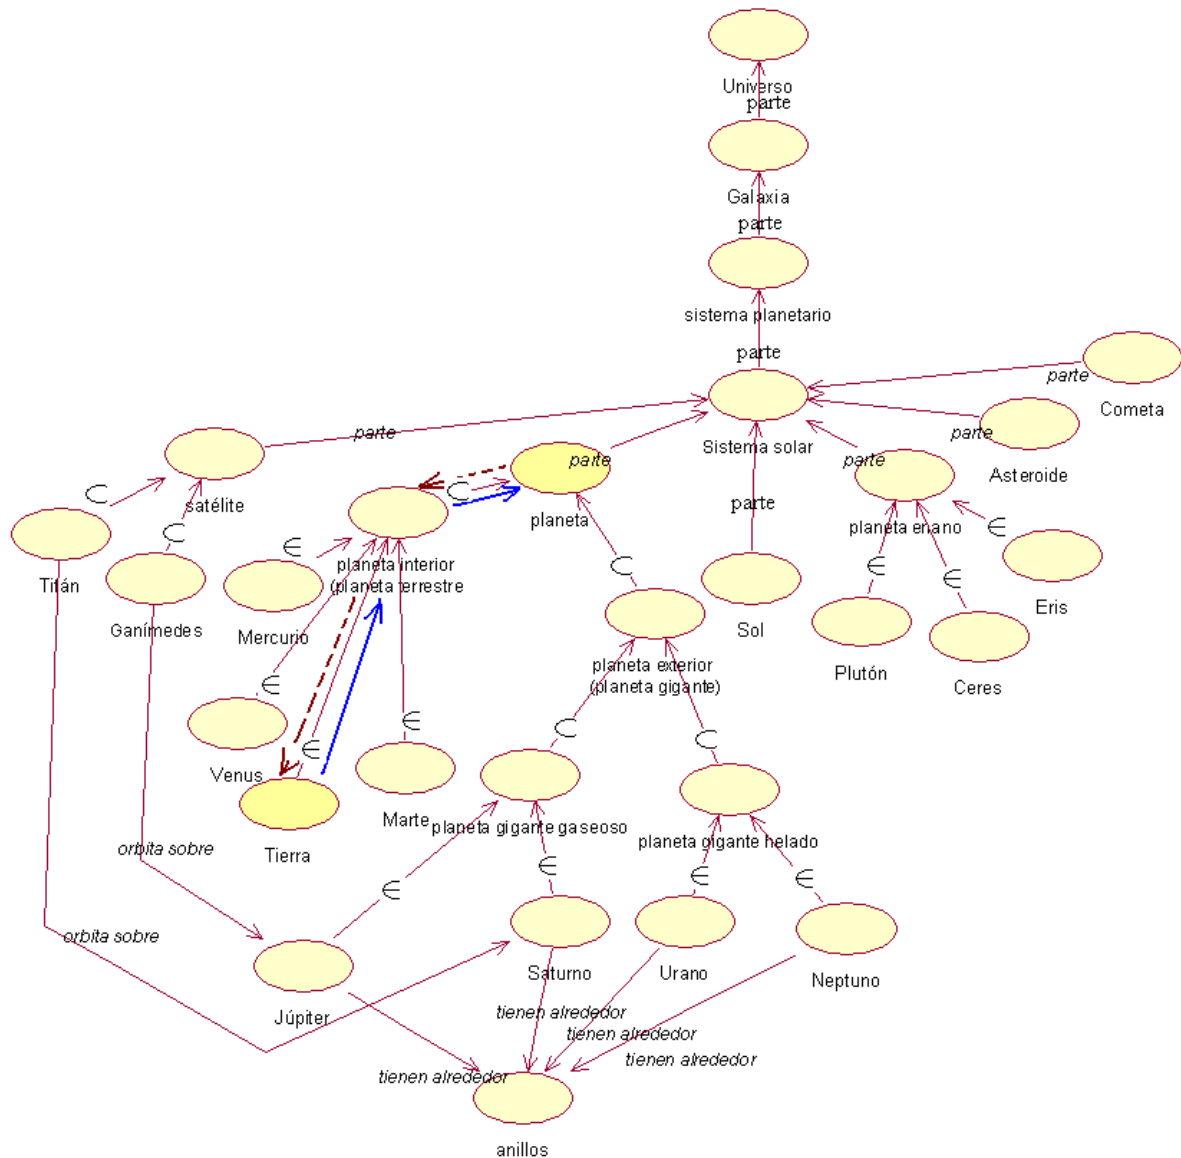 Universo
parte
Galaxia
parte
sistema planetario
parte
parte
Cometa
parte
Sistema solar
parte
Asteroide
parte
parte
⊂
⊂
satélite
planeta
parte
planeta enano
⊂
∈
∈
Titán
planeta interior
(planeta terrestre
⊂
∈
∈
Eris
Ganímedes
Mercurio
Sol
Plutón
Ceres
planeta exterior
(planeta gigante)
∈
∈
∈
⊂
⊂
Venus
Marte
planeta gigante gaseoso
planeta gigante helado
Tierra
orbita sobre
∈
∈
∈
∈
orbita sobre
Saturno
Urano
Neptuno
Júpiter
tienen alrededor
tienen alrededor
tienen alrededor
tienen alrededor
anillos